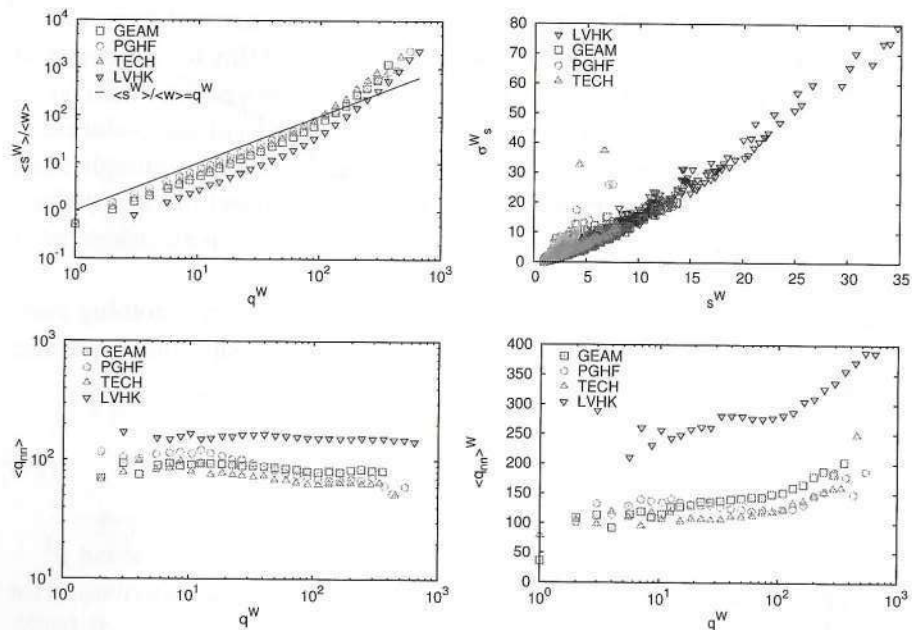 10^4
10^3
10^2
10^1
10^0
10^-1
<s^W>/<w>
GEAM
PGHF
TECH
LVHK
<s^W>/<w>=q^W
10^0
10^1
10^2
10^3
q^W
80
70
60
50
40
30
20
10
0
σ^W_s
LVHK
GEAM
PGHF
TECH
0
5
10
15
20
25
30
35
s^W
10^3
10^2
10^1
<q_nn>
GEAM
PGHF
TECH
LVHK
10^0
10^1
10^2
10^3
q^W
400
350
300
250
200
150
100
50
0
<q_nn>^W
GEAM
PGHF
TECH
LVHK
10^0
10^1
10^2
10^3
q^W